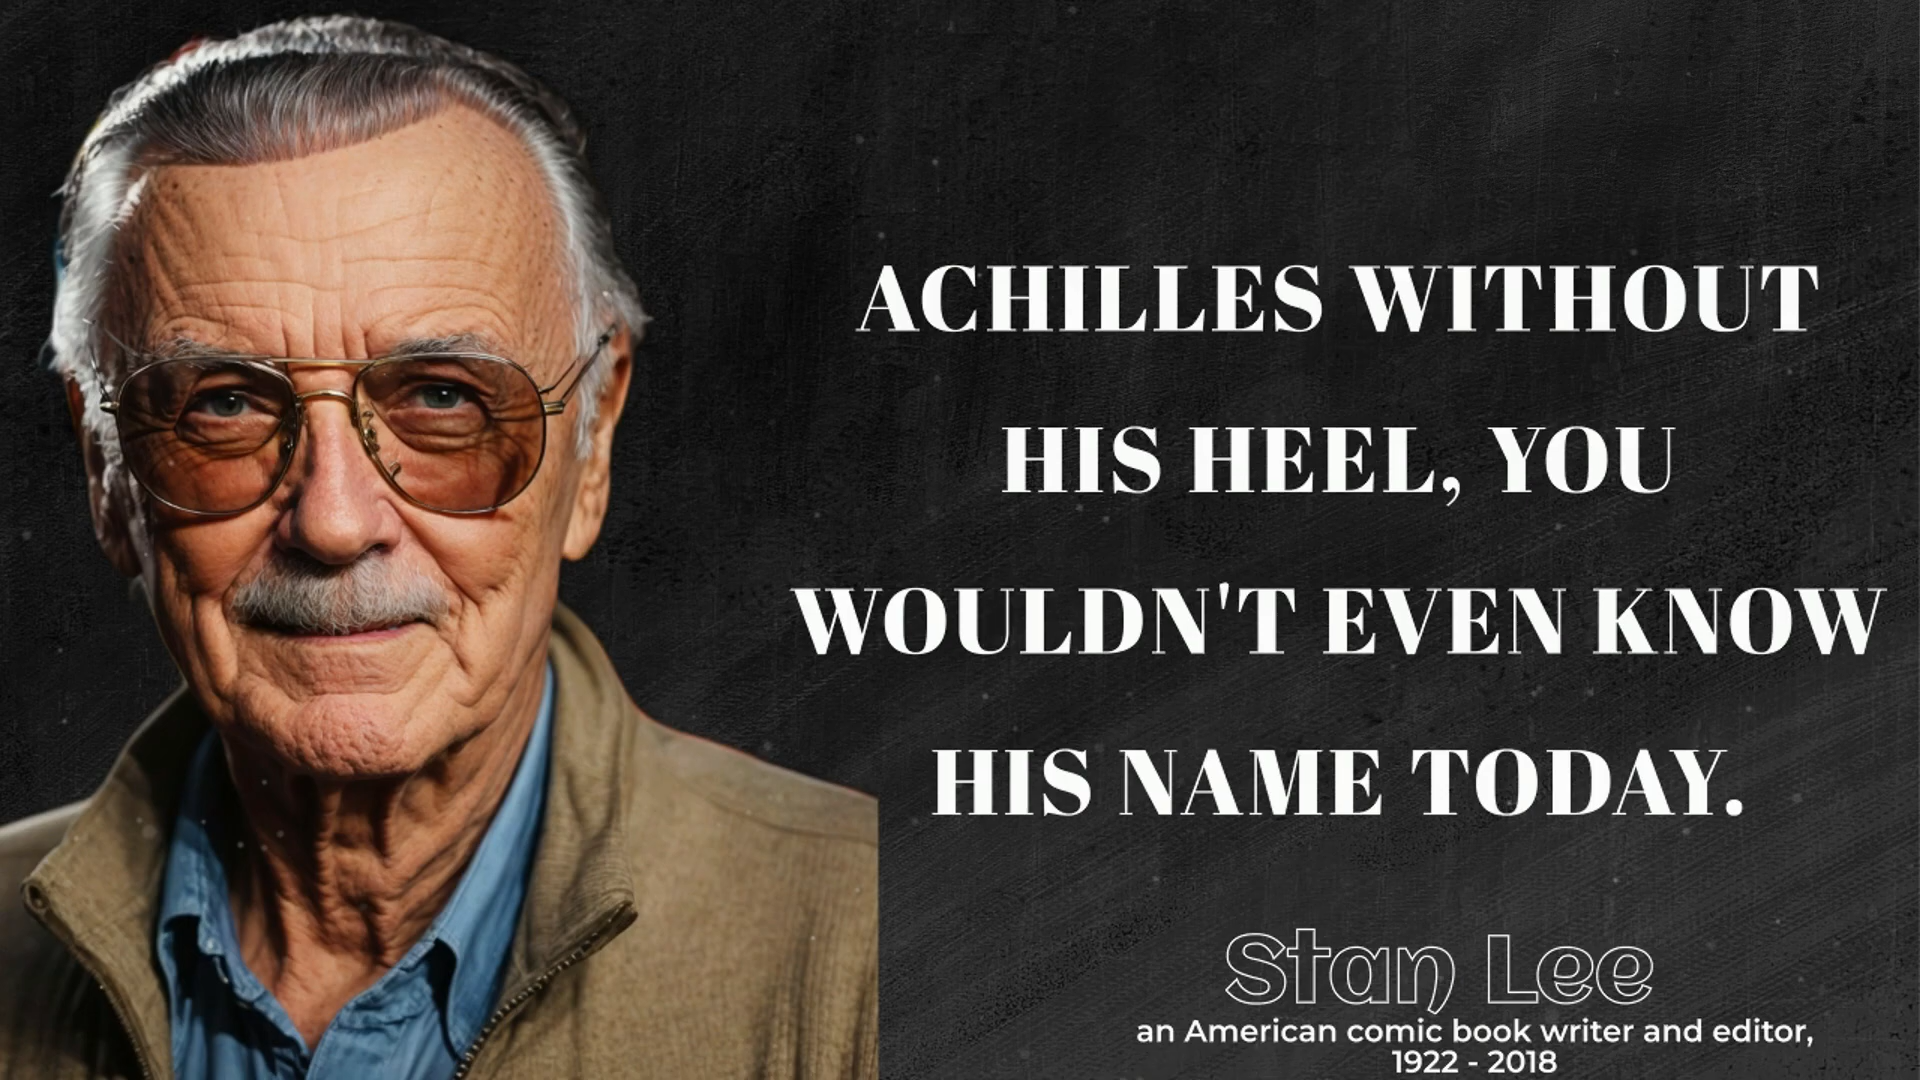 ACHILLES WITHOUT
HIS HEEL, YOU
WOULDN'T EVEN KNOW
HIS NAME TODAY.
Stan Lee
an American comic book writer and editor,
1922 - 2018